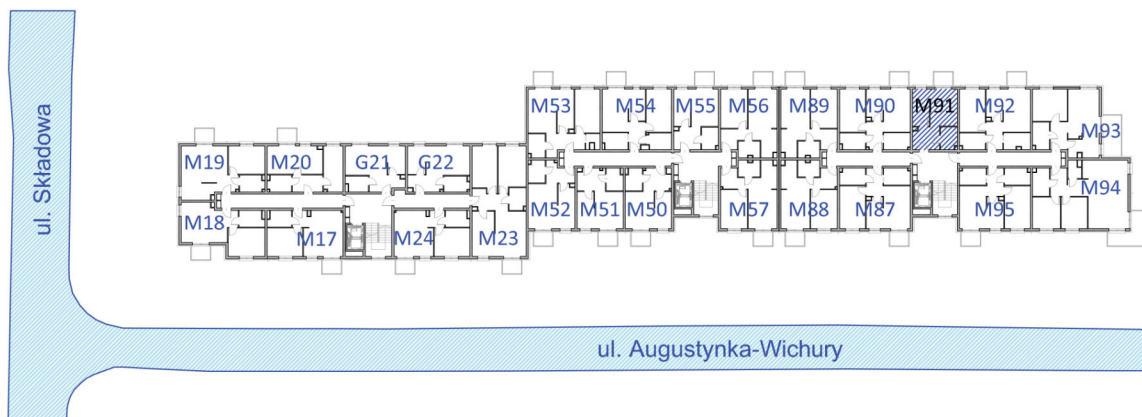 ul. Składowa
M53
M54
M55
M56
M89
M90
M91
M92
M93
M19
M20
G21
G22
M94
M18
M17
M24
M23
M52
M51
M50
M57
M88
M87
M95
ul. Augustynka-Wichury